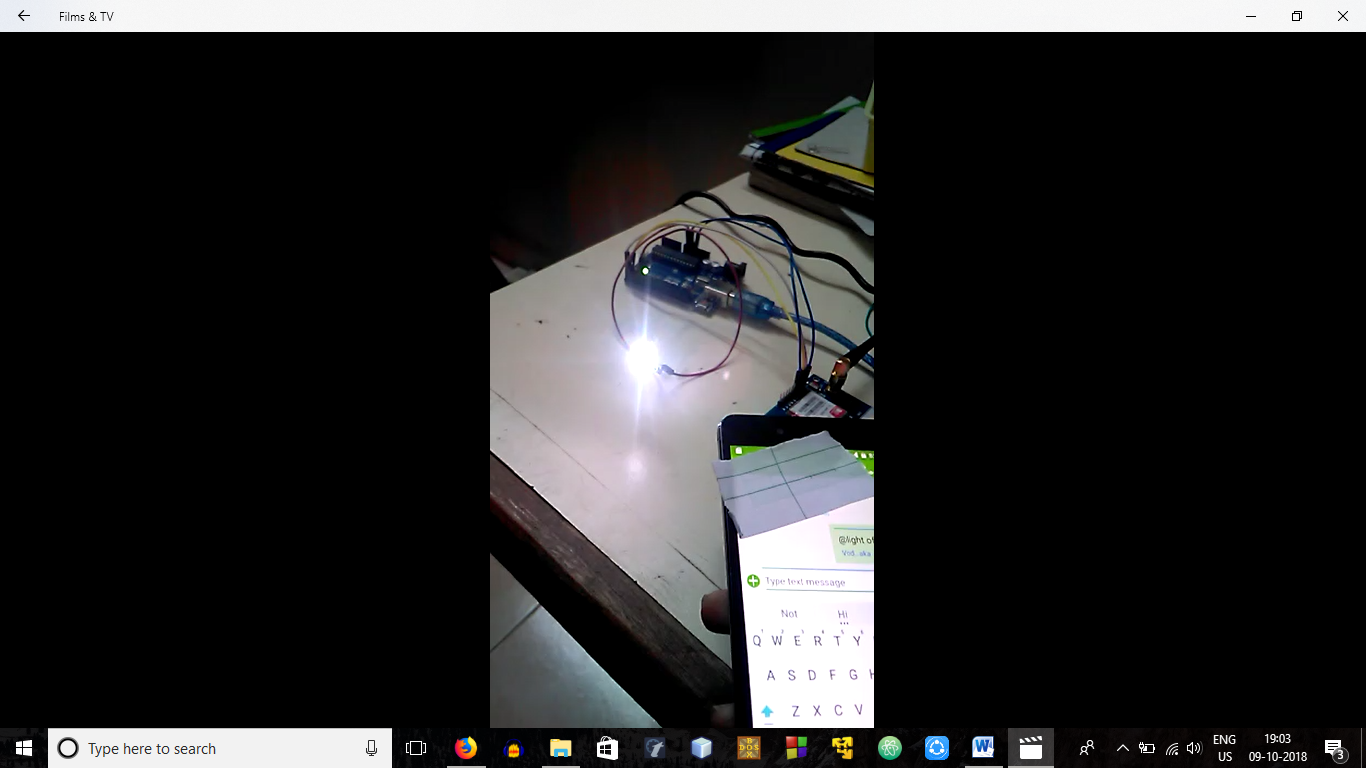 Films & TV
@light of
Type text message
Not Hi
Q W E R T Y
A S D F G H
Z X C V
Type here to search
ENG
US
19:03
09-10-2018
3